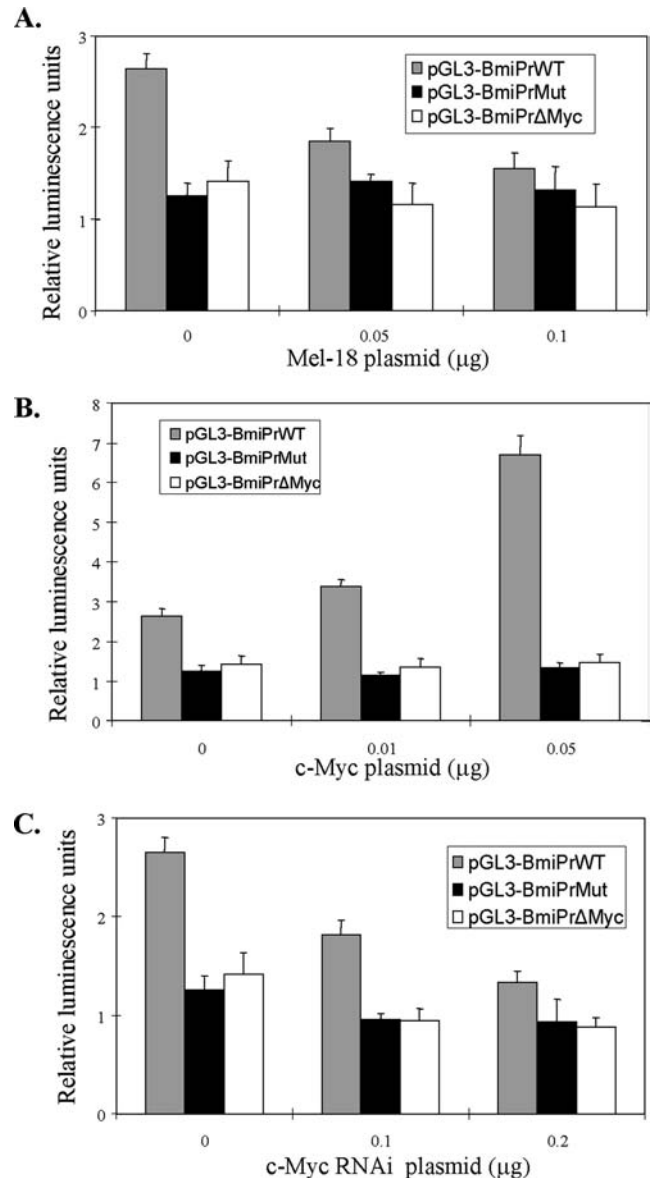 A.
Relative luminescence units
3
2
1
0
pGL3-BmiPrWT
pGL3-BmiPrMut
pGL3-BmiPrΔMyc
0 0.05 0.1
Mel-18 plasmid (µg)
B.
Relative luminescence units
8
7
6
5
4
3
2
1
0
pGL3-BmiPrWT
pGL3-BmiPrMut
pGL3-BmiPrΔMyc
0 0.01 0.05
c-Myc plasmid (µg)
C.
Relative luminescence units
3
2
1
0
pGL3-BmiPrWT
pGL3-BmiPrMut
pGL3-BmiPrΔMyc
0 0.1 0.2
c-Myc RNAi plasmid (µg)